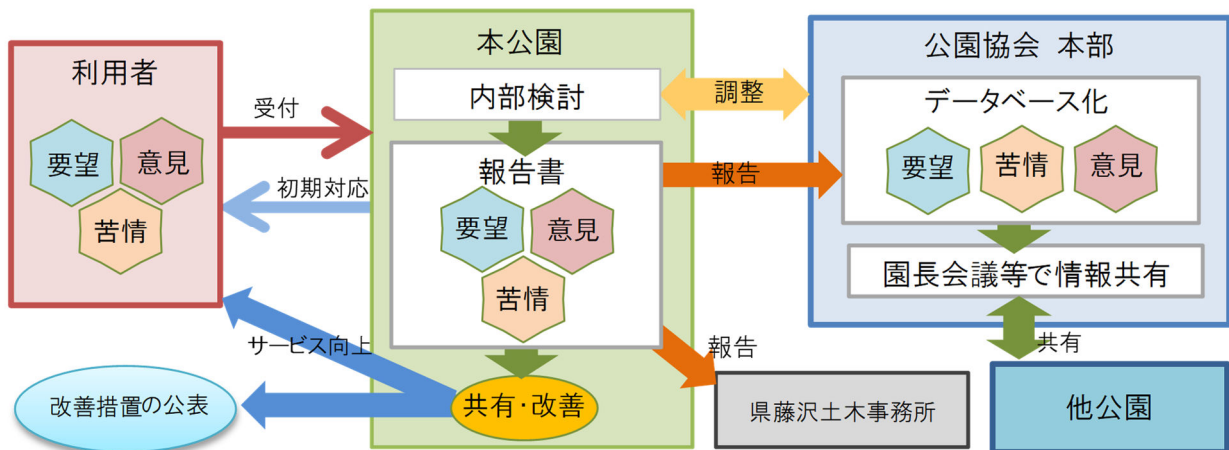 利用者
要望
意見
苦情
受付
初期対応
サービス向上
改善措置の公表
本公園
内部検討
報告書
要望
意見
苦情
共有・改善
調整
報告
報告
県藤沢土木事務所
公園協会 本部
データベース化
要望
苦情
意見
園長会議等で情報共有
共有
他公園